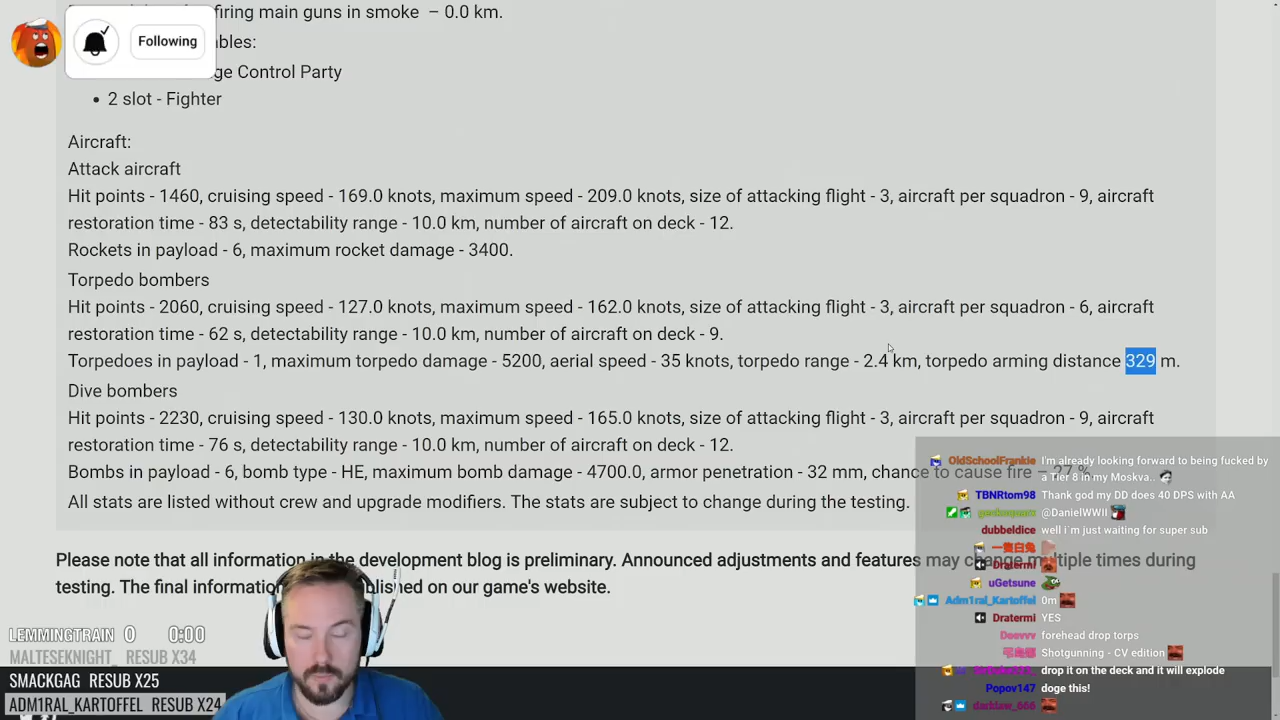 firing main guns in smoke – 0.0 km.
Following
ables:
ge Control Party
• 2 slot - Fighter
Aircraft:
Attack aircraft
Hit points - 1460, cruising speed - 169.0 knots, maximum speed - 209.0 knots, size of attacking flight - 3, aircraft per squadron - 9, aircraft
restoration time - 83 s, detectability range - 10.0 km, number of aircraft on deck - 12.
Rockets in payload - 6, maximum rocket damage - 3400.
Torpedo bombers
Hit points - 2060, cruising speed - 127.0 knots, maximum speed - 162.0 knots, size of attacking flight - 3, aircraft per squadron - 6, aircraft
restoration time - 62 s, detectability range - 10.0 km, number of aircraft on deck - 9.
Torpedoes in payload - 1, maximum torpedo damage - 5200, aerial speed - 35 knots, torpedo range - 2.4 km, torpedo arming distance 329 m.
Dive bombers
Hit points - 2230, cruising speed - 130.0 knots, maximum speed - 165.0 knots, size of attacking flight - 3, aircraft per squadron - 9, aircraft
restoration time - 76 s, detectability range - 10.0 km, number of aircraft on deck - 12.
Bombs in payload - 6, bomb type - HE, maximum bomb damage - 4700.0, armor penetration - 32 mm, chance to cause fire – 27 %
All stats are listed without crew and upgrade modifiers. The stats are subject to change during the testing.
Please note that all information in the development blog is preliminary. Announced adjustments and features may change multiple times during
testing. The final informatio blished on our game's website.
OldSchoolFrankie I'm already looking forward to being fucked by
a Tier 8 in my Moskva..
TBNRtom98 Thank god my DD does 40 DPS with AA
@DanielWWII
dubbeldice well i´m just waiting for super sub
一隻白兔
Dratermi
uGetsune
Adm1ral_Kartoffel 0m
Dratermi YES
Doevvv forehead drop torps
Shotgunning - CV edition
drop it on the deck and it will explode
Popov147 doge this!
darklaw_666
LEMMINGTRAIN 0 0:00
MALTESEKNIGHT_ RESUB X34
SMACKGAG RESUB X25
ADM1RAL_KARTOFFEL RESUB X24